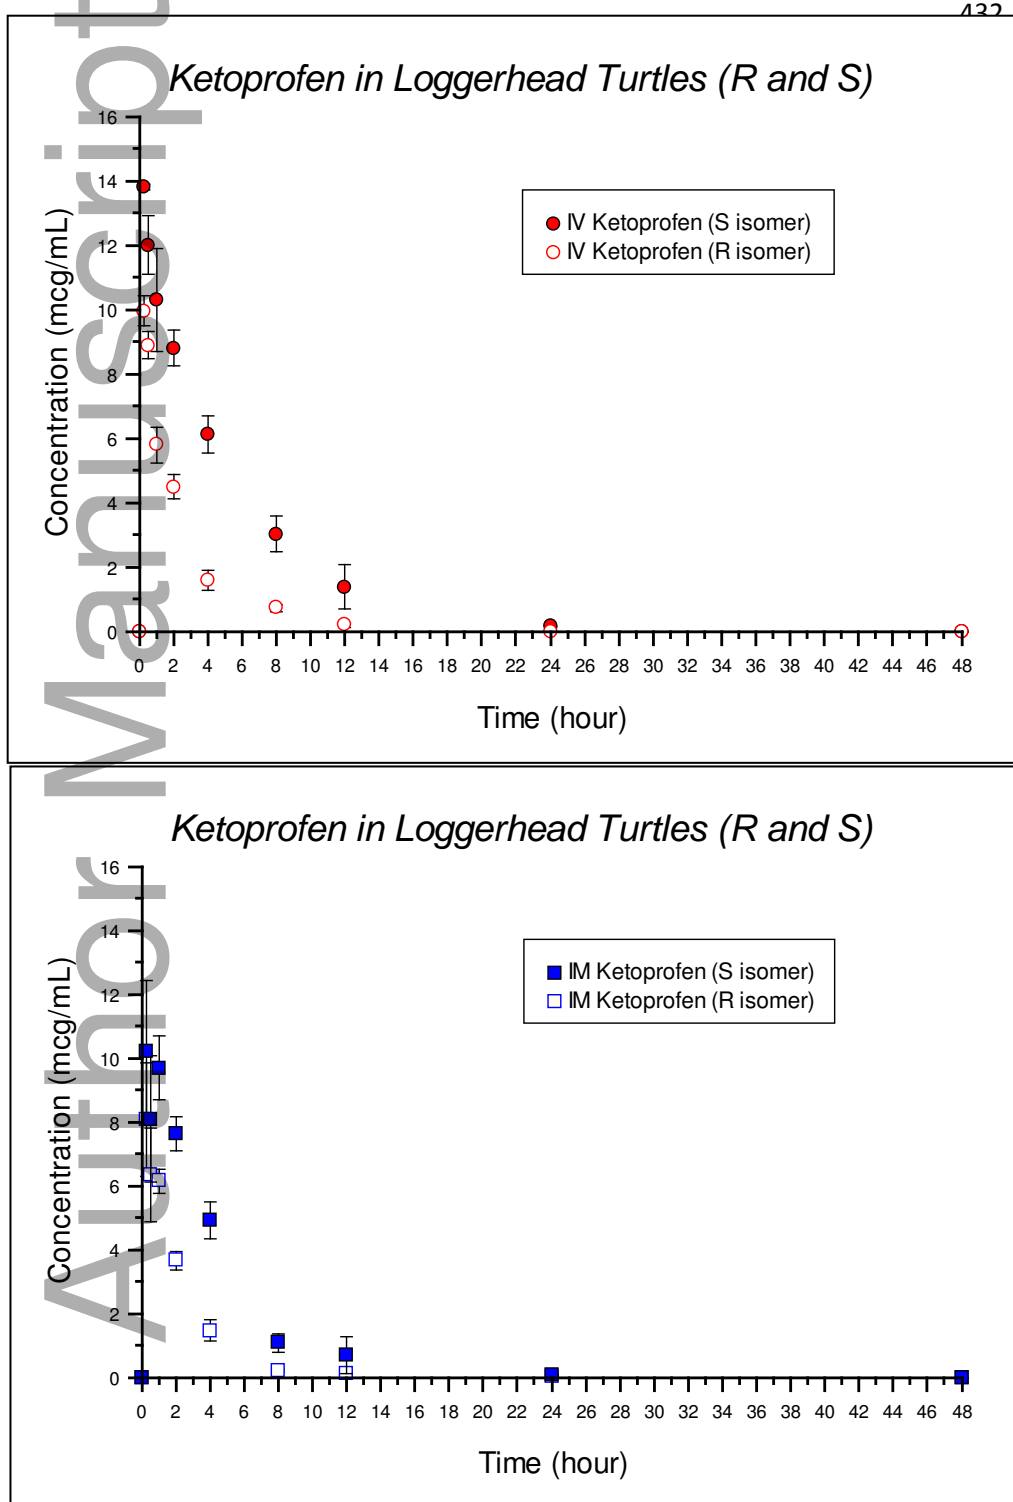 432
Ketoprofen in Loggerhead Turtles (R and S)
16
14
12
10
8
6
4
2
0
Concentration (mcg/mL)
IV Ketoprofen (S isomer)
IV Ketoprofen (R isomer)
0 2 4 6 8 10 12 14 16 18 20 22 24 26 28 30 32 34 36 38 40 42 44 46 48
Time (hour)
Ketoprofen in Loggerhead Turtles (R and S)
16
14
12
10
8
6
4
2
0
Concentration (mcg/mL)
IM Ketoprofen (S isomer)
IM Ketoprofen (R isomer)
0 2 4 6 8 10 12 14 16 18 20 22 24 26 28 30 32 34 36 38 40 42 44 46 48
Time (hour)
Author Manuscript